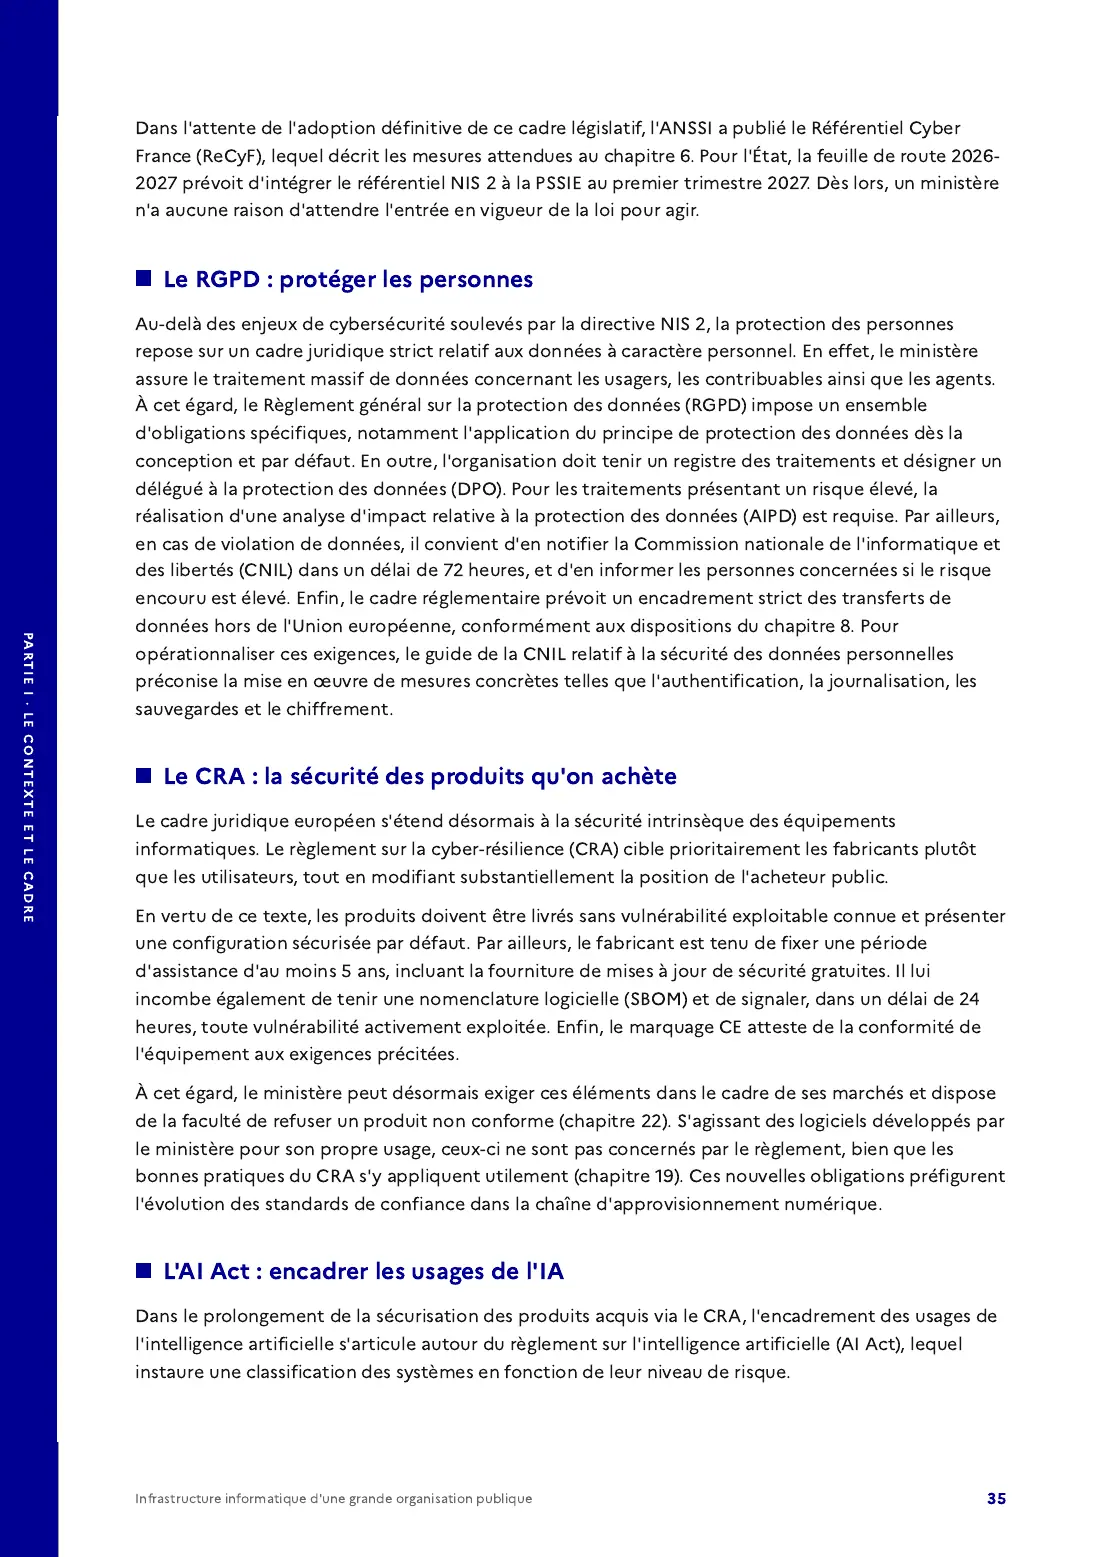 Dans l'attente de l'adoption définitive de ce cadre législatif, l'ANSSI a publié le Référentiel Cyber
France (ReCyF), lequel décrit les mesures attendues au chapitre 6. Pour l'État, la feuille de route 2026-
2027 prévoit d'intégrer le référentiel NIS 2 à la PSSIE au premier trimestre 2027. Dès lors, un ministère
n'a aucune raison d'attendre l'entrée en vigueur de la loi pour agir.
Le RGPD : protéger les personnes
Au-delà des enjeux de cybersécurité soulevés par la directive NIS 2, la protection des personnes
repose sur un cadre juridique strict relatif aux données à caractère personnel. En effet, le ministère
assure le traitement massif de données concernant les usagers, les contribuables ainsi que les agents.
À cet égard, le Règlement général sur la protection des données (RGPD) impose un ensemble
d'obligations spécifiques, notamment l'application du principe de protection des données dès la
conception et par défaut. En outre, l'organisation doit tenir un registre des traitements et désigner un
délégué à la protection des données (DPO). Pour les traitements présentant un risque élevé, la
réalisation d'une analyse d'impact relative à la protection des données (AIPD) est requise. Par ailleurs,
en cas de violation de données, il convient d'en notifier la Commission nationale de l'informatique et
des libertés (CNIL) dans un délai de 72 heures, et d'en informer les personnes concernées si le risque
encouru est élevé. Enfin, le cadre réglementaire prévoit un encadrement strict des transferts de
données hors de l'Union européenne, conformément aux dispositions du chapitre 8. Pour
opérationnaliser ces exigences, le guide de la CNIL relatif à la sécurité des données personnelles
préconise la mise en œuvre de mesures concrètes telles que l'authentification, la journalisation, les
sauvegardes et le chiffrement.
Le CRA : la sécurité des produits qu'on achète
Le cadre juridique européen s'étend désormais à la sécurité intrinsèque des équipements
informatiques. Le règlement sur la cyber-résilience (CRA) cible prioritairement les fabricants plutôt
que les utilisateurs, tout en modifiant substantiellement la position de l'acheteur public.
En vertu de ce texte, les produits doivent être livrés sans vulnérabilité exploitable connue et présenter
une configuration sécurisée par défaut. Par ailleurs, le fabricant est tenu de fixer une période
d'assistance d'au moins 5 ans, incluant la fourniture de mises à jour de sécurité gratuites. Il lui
incombe également de tenir une nomenclature logicielle (SBOM) et de signaler, dans un délai de 24
heures, toute vulnérabilité activement exploitée. Enfin, le marquage CE atteste de la conformité de
l'équipement aux exigences précitées.
À cet égard, le ministère peut désormais exiger ces éléments dans le cadre de ses marchés et dispose
de la faculté de refuser un produit non conforme (chapitre 22). S'agissant des logiciels développés par
le ministère pour son propre usage, ceux-ci ne sont pas concernés par le règlement, bien que les
bonnes pratiques du CRA s'y appliquent utilement (chapitre 19). Ces nouvelles obligations préfigurent
l'évolution des standards de confiance dans la chaîne d'approvisionnement numérique.
L'AI Act : encadrer les usages de l'IA
Dans le prolongement de la sécurisation des produits acquis via le CRA, l'encadrement des usages de
l'intelligence artificielle s'articule autour du règlement sur l'intelligence artificielle (AI Act), lequel
instaure une classification des systèmes en fonction de leur niveau de risque.
PARTIE I · LE CONTEXTE ET LE CADRE
Infrastructure informatique d'une grande organisation publique
35